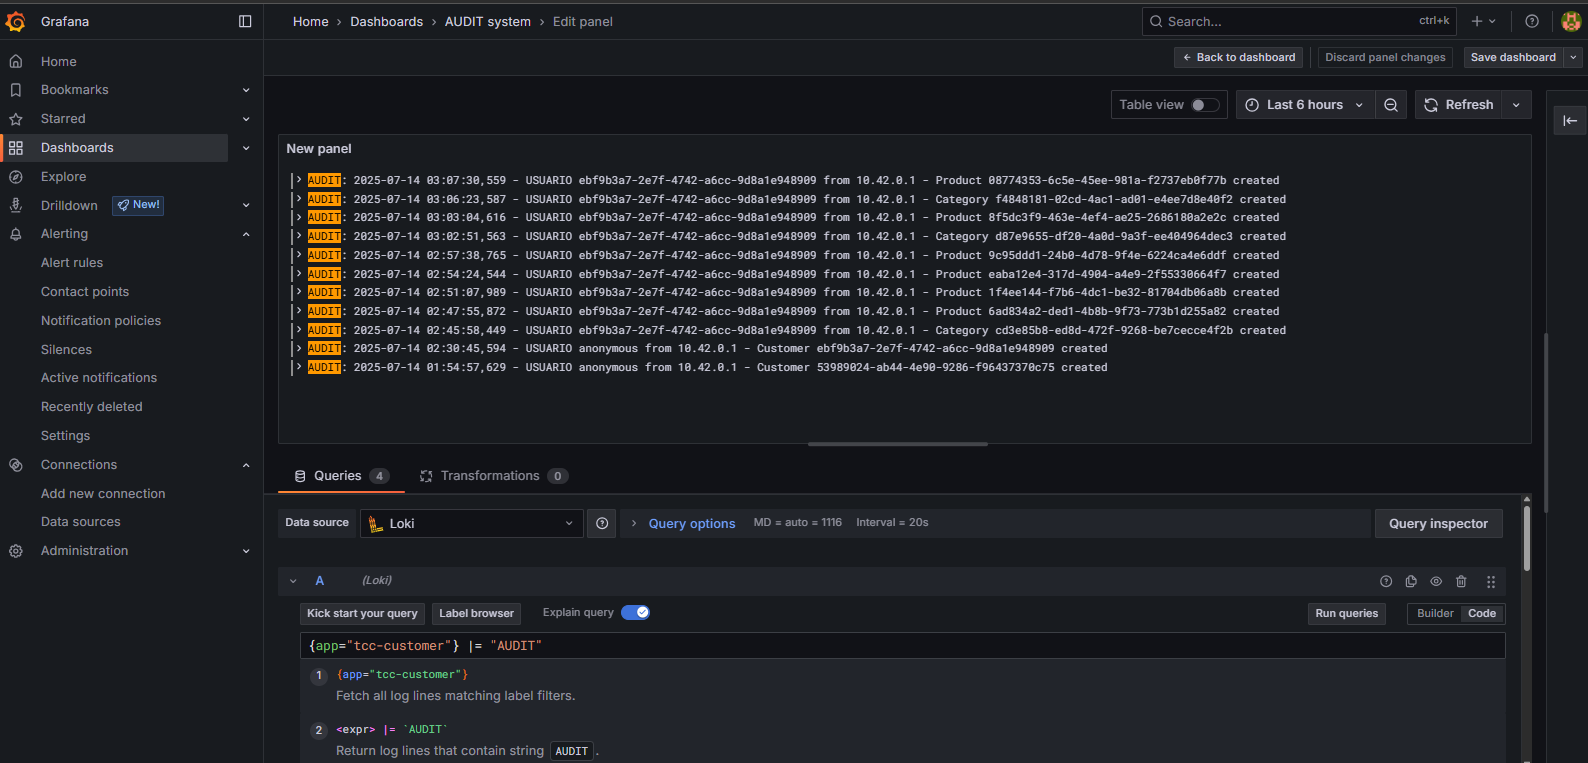 Grafana
Home › Dashboards › AUDIT system › Edit panel
Search... ctrl+k
Back to dashboard
Discard panel changes
Save dashboard
Home
Bookmarks
Starred
Dashboards
Explore
Drilldown New!
Alerting
Alert rules
Contact points
Notification policies
Silences
Active notifications
Recently deleted
Settings
Connections
Add new connection
Data sources
Administration
Table view
Last 6 hours
Refresh
New panel
AUDIT: 2025-07-14 03:07:30,559 - USUARIO ebf9b3a7-2e7f-4742-a6cc-9d8a1e948909 from 10.42.0.1 - Product 08774353-6c5e-45ee-981a-f2737eb0f77b created
AUDIT: 2025-07-14 03:06:23,587 - USUARIO ebf9b3a7-2e7f-4742-a6cc-9d8a1e948909 from 10.42.0.1 - Category f4848181-02cd-4ac1-ad01-e4ee7d8e40f2 created
AUDIT: 2025-07-14 03:03:04,616 - USUARIO ebf9b3a7-2e7f-4742-a6cc-9d8a1e948909 from 10.42.0.1 - Product 8f5dc3f9-463e-4ef4-ae25-2686180a2e2c created
AUDIT: 2025-07-14 03:02:51,563 - USUARIO ebf9b3a7-2e7f-4742-a6cc-9d8a1e948909 from 10.42.0.1 - Category d87e9655-df20-4a0d-9a3f-ee404964dec3 created
AUDIT: 2025-07-14 02:57:38,765 - USUARIO ebf9b3a7-2e7f-4742-a6cc-9d8a1e948909 from 10.42.0.1 - Product 9c95ddd1-24b0-4d78-9f4e-6224ca4e6ddf created
AUDIT: 2025-07-14 02:54:24,544 - USUARIO ebf9b3a7-2e7f-4742-a6cc-9d8a1e948909 from 10.42.0.1 - Product eaba12e4-317d-4904-a4e9-2f55330664f7 created
AUDIT: 2025-07-14 02:51:07,989 - USUARIO ebf9b3a7-2e7f-4742-a6cc-9d8a1e948909 from 10.42.0.1 - Product 1f4ee144-f7b6-4dc1-be32-81704db06a8b created
AUDIT: 2025-07-14 02:47:55,872 - USUARIO ebf9b3a7-2e7f-4742-a6cc-9d8a1e948909 from 10.42.0.1 - Product 6ad834a2-ded1-4b8b-9f73-773b1d255a82 created
AUDIT: 2025-07-14 02:45:58,449 - USUARIO ebf9b3a7-2e7f-4742-a6cc-9d8a1e948909 from 10.42.0.1 - Category cd3e85b8-ed8d-472f-9268-be7cecce4f2b created
AUDIT: 2025-07-14 02:30:45,594 - USUARIO anonymous from 10.42.0.1 - Customer ebf9b3a7-2e7f-4742-a6cc-9d8a1e948909 created
AUDIT: 2025-07-14 01:54:57,629 - USUARIO anonymous from 10.42.0.1 - Customer 53989024-ab44-4e90-9286-f96437370c75 created
Queries 4 Transformations 0
Data source Loki Query options MD = auto = 1116 Interval = 20s Query inspector
A (Loki)
Kick start your query Label browser Explain query Run queries Builder Code
{app="tcc-customer"} |= "AUDIT"
1 {app="tcc-customer"}
Fetch all log lines matching label filters.
2 <expr> |= `AUDIT`
Return log lines that contain string AUDIT .